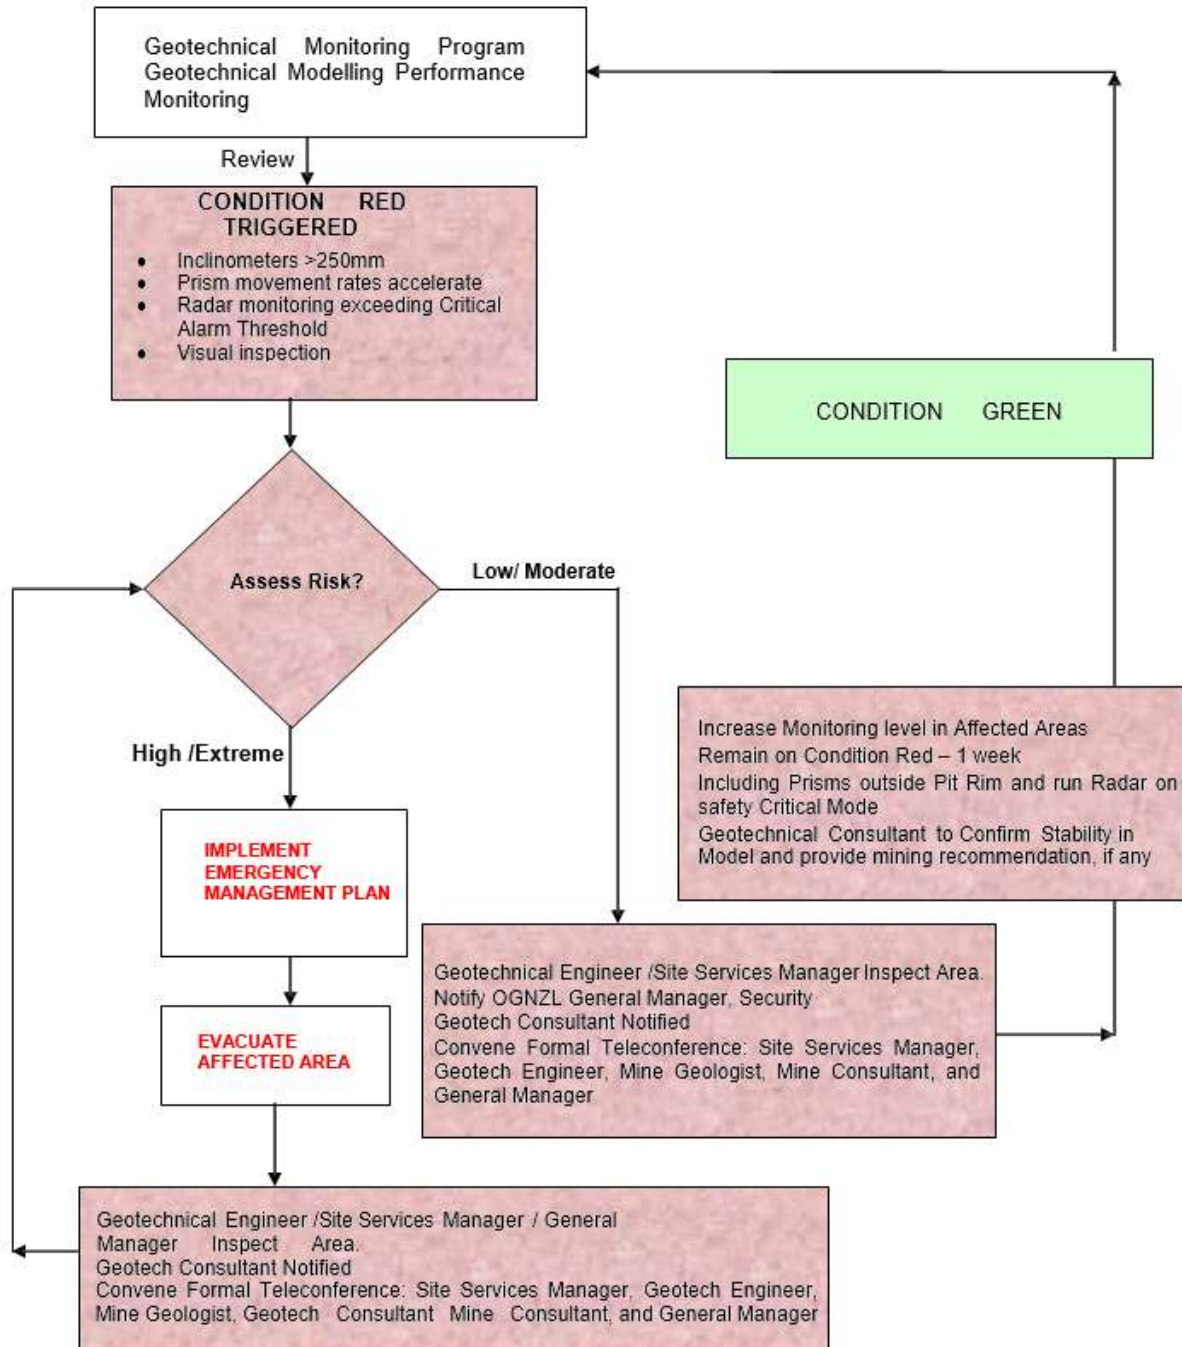 Geotechnical Monitoring Program
Geotechnical Modelling Performance
Monitoring
Review
CONDITION RED
TRIGGERED
• Inclinometers >250mm
• Prism movement rates accelerate
• Radar monitoring exceeding Critical
Alarm Threshold
• Visual inspection
CONDITION GREEN
Assess Risk?
Low/ Moderate
High /Extreme
Increase Monitoring level in Affected Areas
Remain on Condition Red – 1 week
Including Prisms outside Pit Rim and run Radar on
safety Critical Mode
Geotechnical Consultant to Confirm Stability in
Model and provide mining recommendation, if any
IMPLEMENT
EMERGENCY
MANAGEMENT PLAN
Geotechnical Engineer /Site Services Manager Inspect Area.
Notify OGNZL General Manager, Security
Geotech Consultant Notified
Convene Formal Teleconference: Site Services Manager,
Geotech Engineer, Mine Geologist, Mine Consultant, and
General Manager
EVACUATE
AFFECTED AREA
Geotechnical Engineer /Site Services Manager / General
Manager Inspect Area.
Geotech Consultant Notified
Convene Formal Teleconference: Site Services Manager, Geotech Engineer,
Mine Geologist, Geotech Consultant Mine Consultant, and General Manager